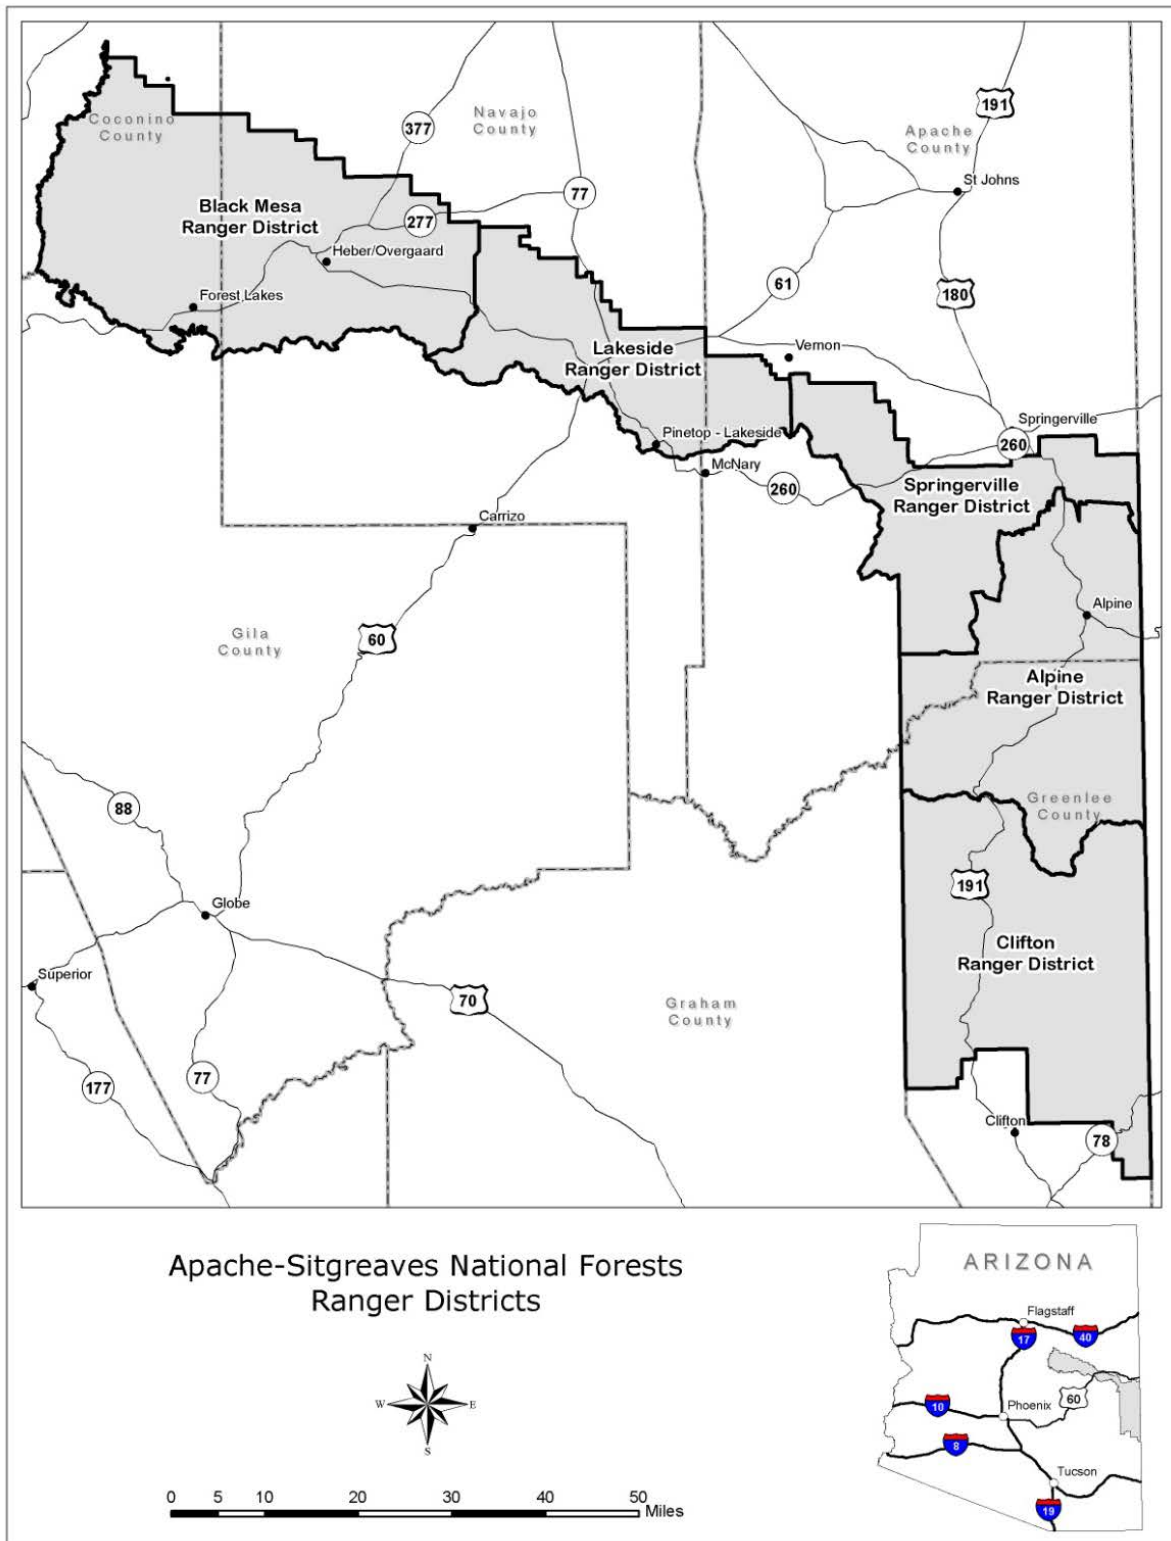 191
Coconino
County
Navajo
County
377
Apache
County
St Johns
77
Black Mesa
Ranger District
277
Heber/Overgaard
61
180
Forest Lakes
Vernon
Lakeside
Ranger District
Springerville
Pinetop - Lakeside
260
McNary
260
Springerville
Ranger District
Carrizo
Alpine
Gila
County
60
Alpine
Ranger District
88
Greenlee
County
191
Globe
Clifton
Ranger District
Superior
70
Graham
County
77
177
Clifton
78
Apache-Sitgreaves National Forests
Ranger Districts
N
W
E
S
0 5 10 20 30 40 50
Miles
ARIZONA
Flagstaff
17
40
60
10
Phoenix
8
Tucson
19